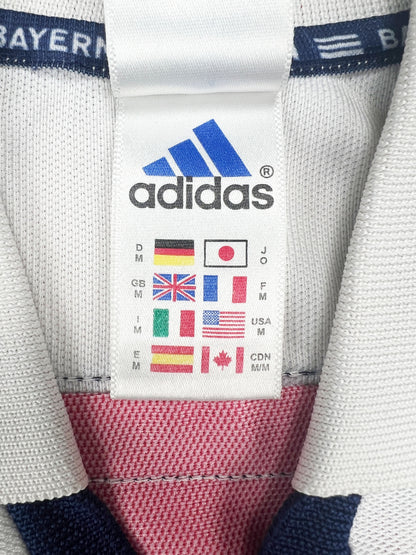 BAYERN
B
adidas®
D M J O
GB M F M
I M USA M
E M CDN M/M